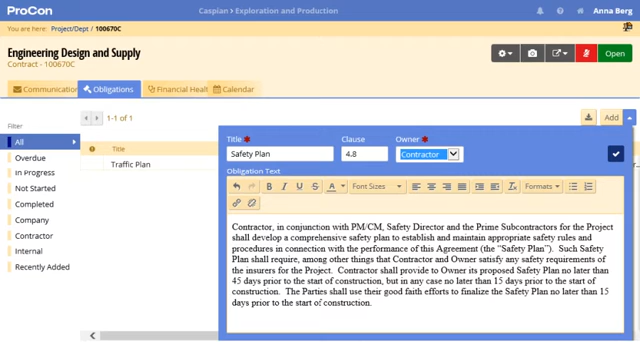 ProCon
Caspian › Exploration and Production
Anna Berg
You are here: Project/Dept / 100670C
Engineering Design and Supply
Contract - 100670C
Open
Communication
Obligations
Financial Healt
Calendar
Filter
1-1 of 1
Add
All
Overdue
In Progress
Not Started
Completed
Company
Contractor
Internal
Recently Added
Title
Traffic Plan
Title *
Clause
Owner *
Safety Plan
4.8
Contractor
Obligation Text
B I U S A Font Sizes
Formats
Contractor, in conjunction with PM/CM, Safety Director and the Prime Subcontractors for the Project
shall develop a comprehensive safety plan to establish and maintain appropriate safety rules and
procedures in connection with the performance of this Agreement (the “Safety Plan”). Such Safety
Plan shall require, among other things that Contractor and Owner satisfy any safety requirements of
the insurers for the Project. Contractor shall provide to Owner its proposed Safety Plan no later than
45 days prior to the start of construction, but in any case no later than 15 days prior to the start of
construction. The Parties shall use their good faith efforts to finalize the Safety Plan no later than 15
days prior to the start of construction.